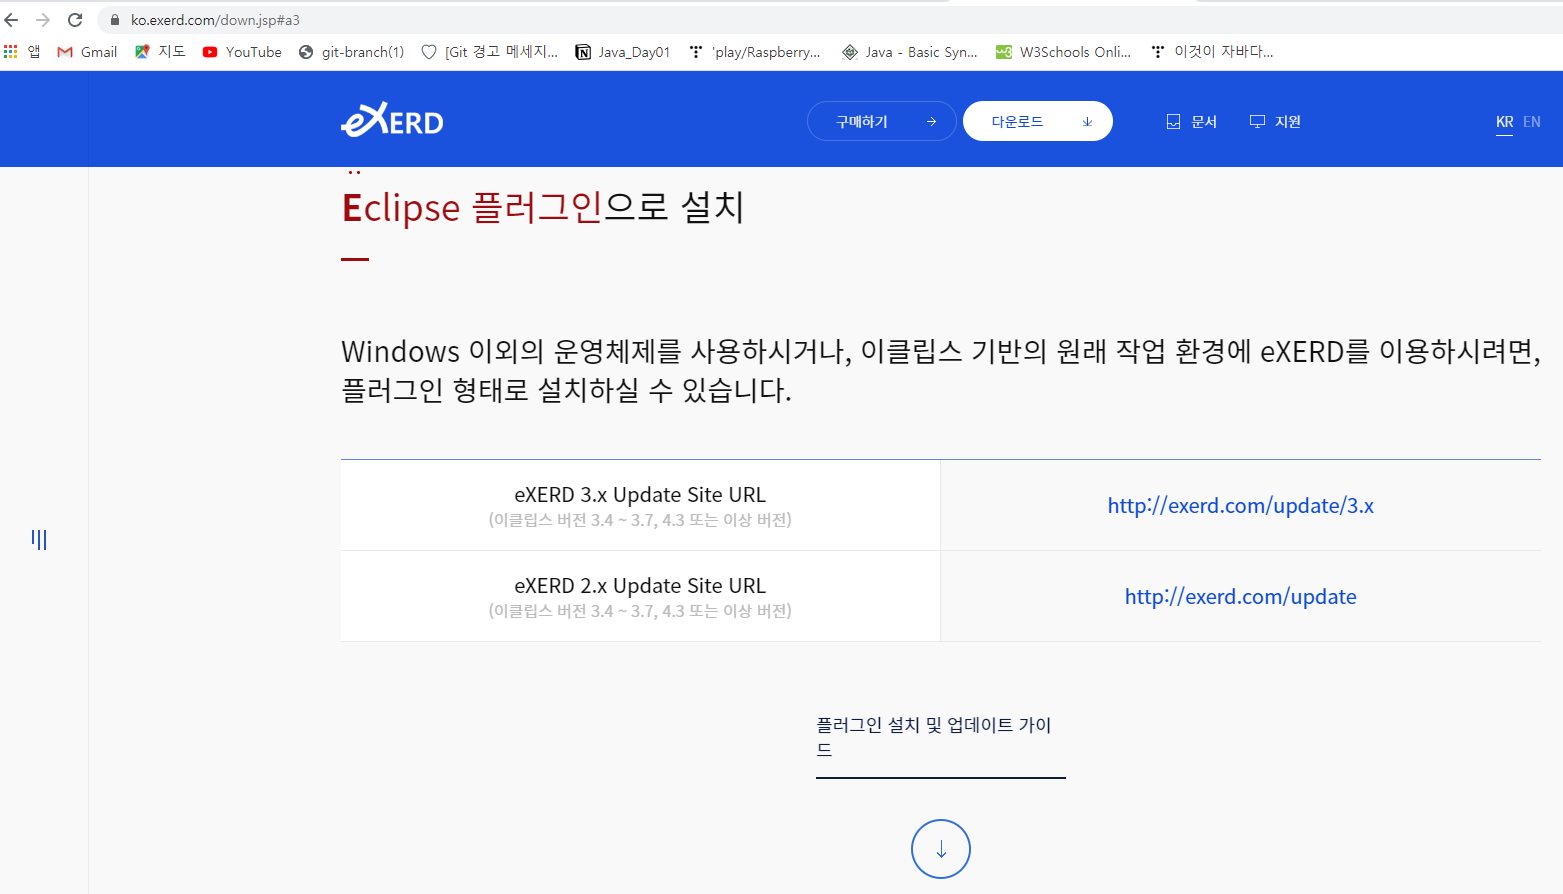 ko.exerd.com/down.jsp#a3
앱 Gmail 지도 YouTube git-branch(1) [Git 경고 메세지... Java_Day01 'play/Raspberry... Java - Basic Syn... W3Schools Onli... 이것이 자바다...
eXERD 구매하기 다운로드 문서 지원 KR EN
Eclipse 플러그인으로 설치
Windows 이외의 운영체제를 사용하시거나, 이클립스 기반의 원래 작업 환경에 eXERD를 이용하시려면,
플러그인 형태로 설치하실 수 있습니다.
eXERD 3.x Update Site URL
(이클립스 버전 3.4 ~ 3.7, 4.3 또는 이상 버전)
http://exerd.com/update/3.x
eXERD 2.x Update Site URL
(이클립스 버전 3.4 ~ 3.7, 4.3 또는 이상 버전)
http://exerd.com/update
플러그인 설치 및 업데이트 가이
드